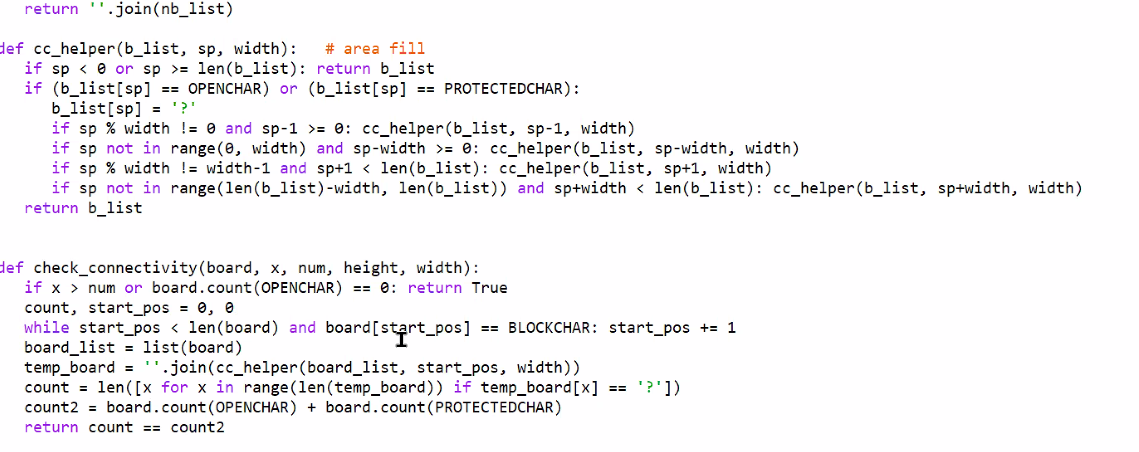 return ''.join(nb_list)
def cc_helper(b_list, sp, width):   # area fill
   if sp < 0 or sp >= len(b_list): return b_list
   if (b_list[sp] == OPENCHAR) or (b_list[sp] == PROTECTEDCHAR):
      b_list[sp] = '?'
      if sp % width != 0 and sp-1 >= 0: cc_helper(b_list, sp-1, width)
      if sp not in range(0, width) and sp-width >= 0: cc_helper(b_list, sp-width, width)
      if sp % width != width-1 and sp+1 < len(b_list): cc_helper(b_list, sp+1, width)
      if sp not in range(len(b_list)-width, len(b_list)) and sp+width < len(b_list): cc_helper(b_list, sp+width, width)
   return b_list
def check_connectivity(board, x, num, height, width):
   if x > num or board.count(OPENCHAR) == 0: return True
   count, start_pos = 0, 0
   while start_pos < len(board) and board[start_pos] == BLOCKCHAR: start_pos += 1
   board_list = list(board)
   temp_board = ''.join(cc_helper(board_list, start_pos, width))
   count = len([x for x in range(len(temp_board)) if temp_board[x] == '?'])
   count2 = board.count(OPENCHAR) + board.count(PROTECTEDCHAR)
   return count == count2